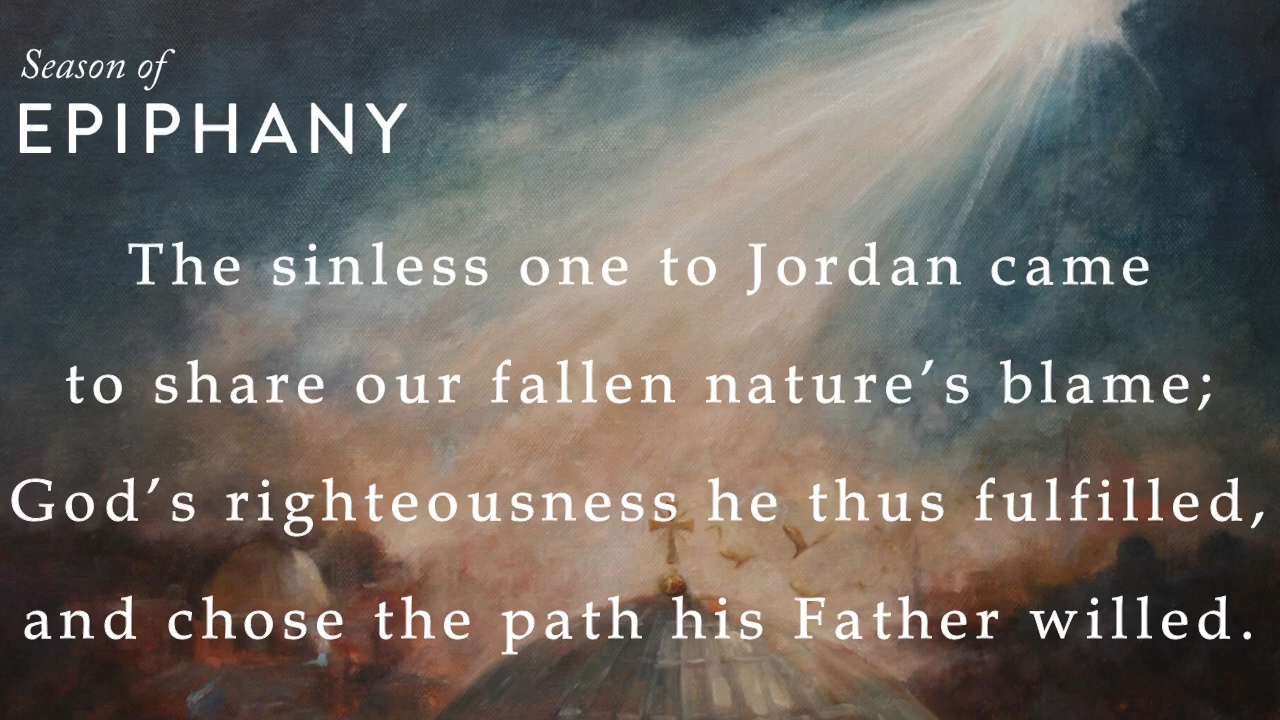 Season of
EPIPHANY
The sinless one to Jordan came
to share our fallen nature’s blame;
God’s righteousness he thus fulfilled,
and chose the path his Father willed.